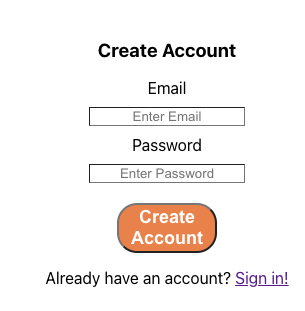 Create Account
Email
Enter Email
Password
Enter Password
Create
Account
Already have an account? Sign in!